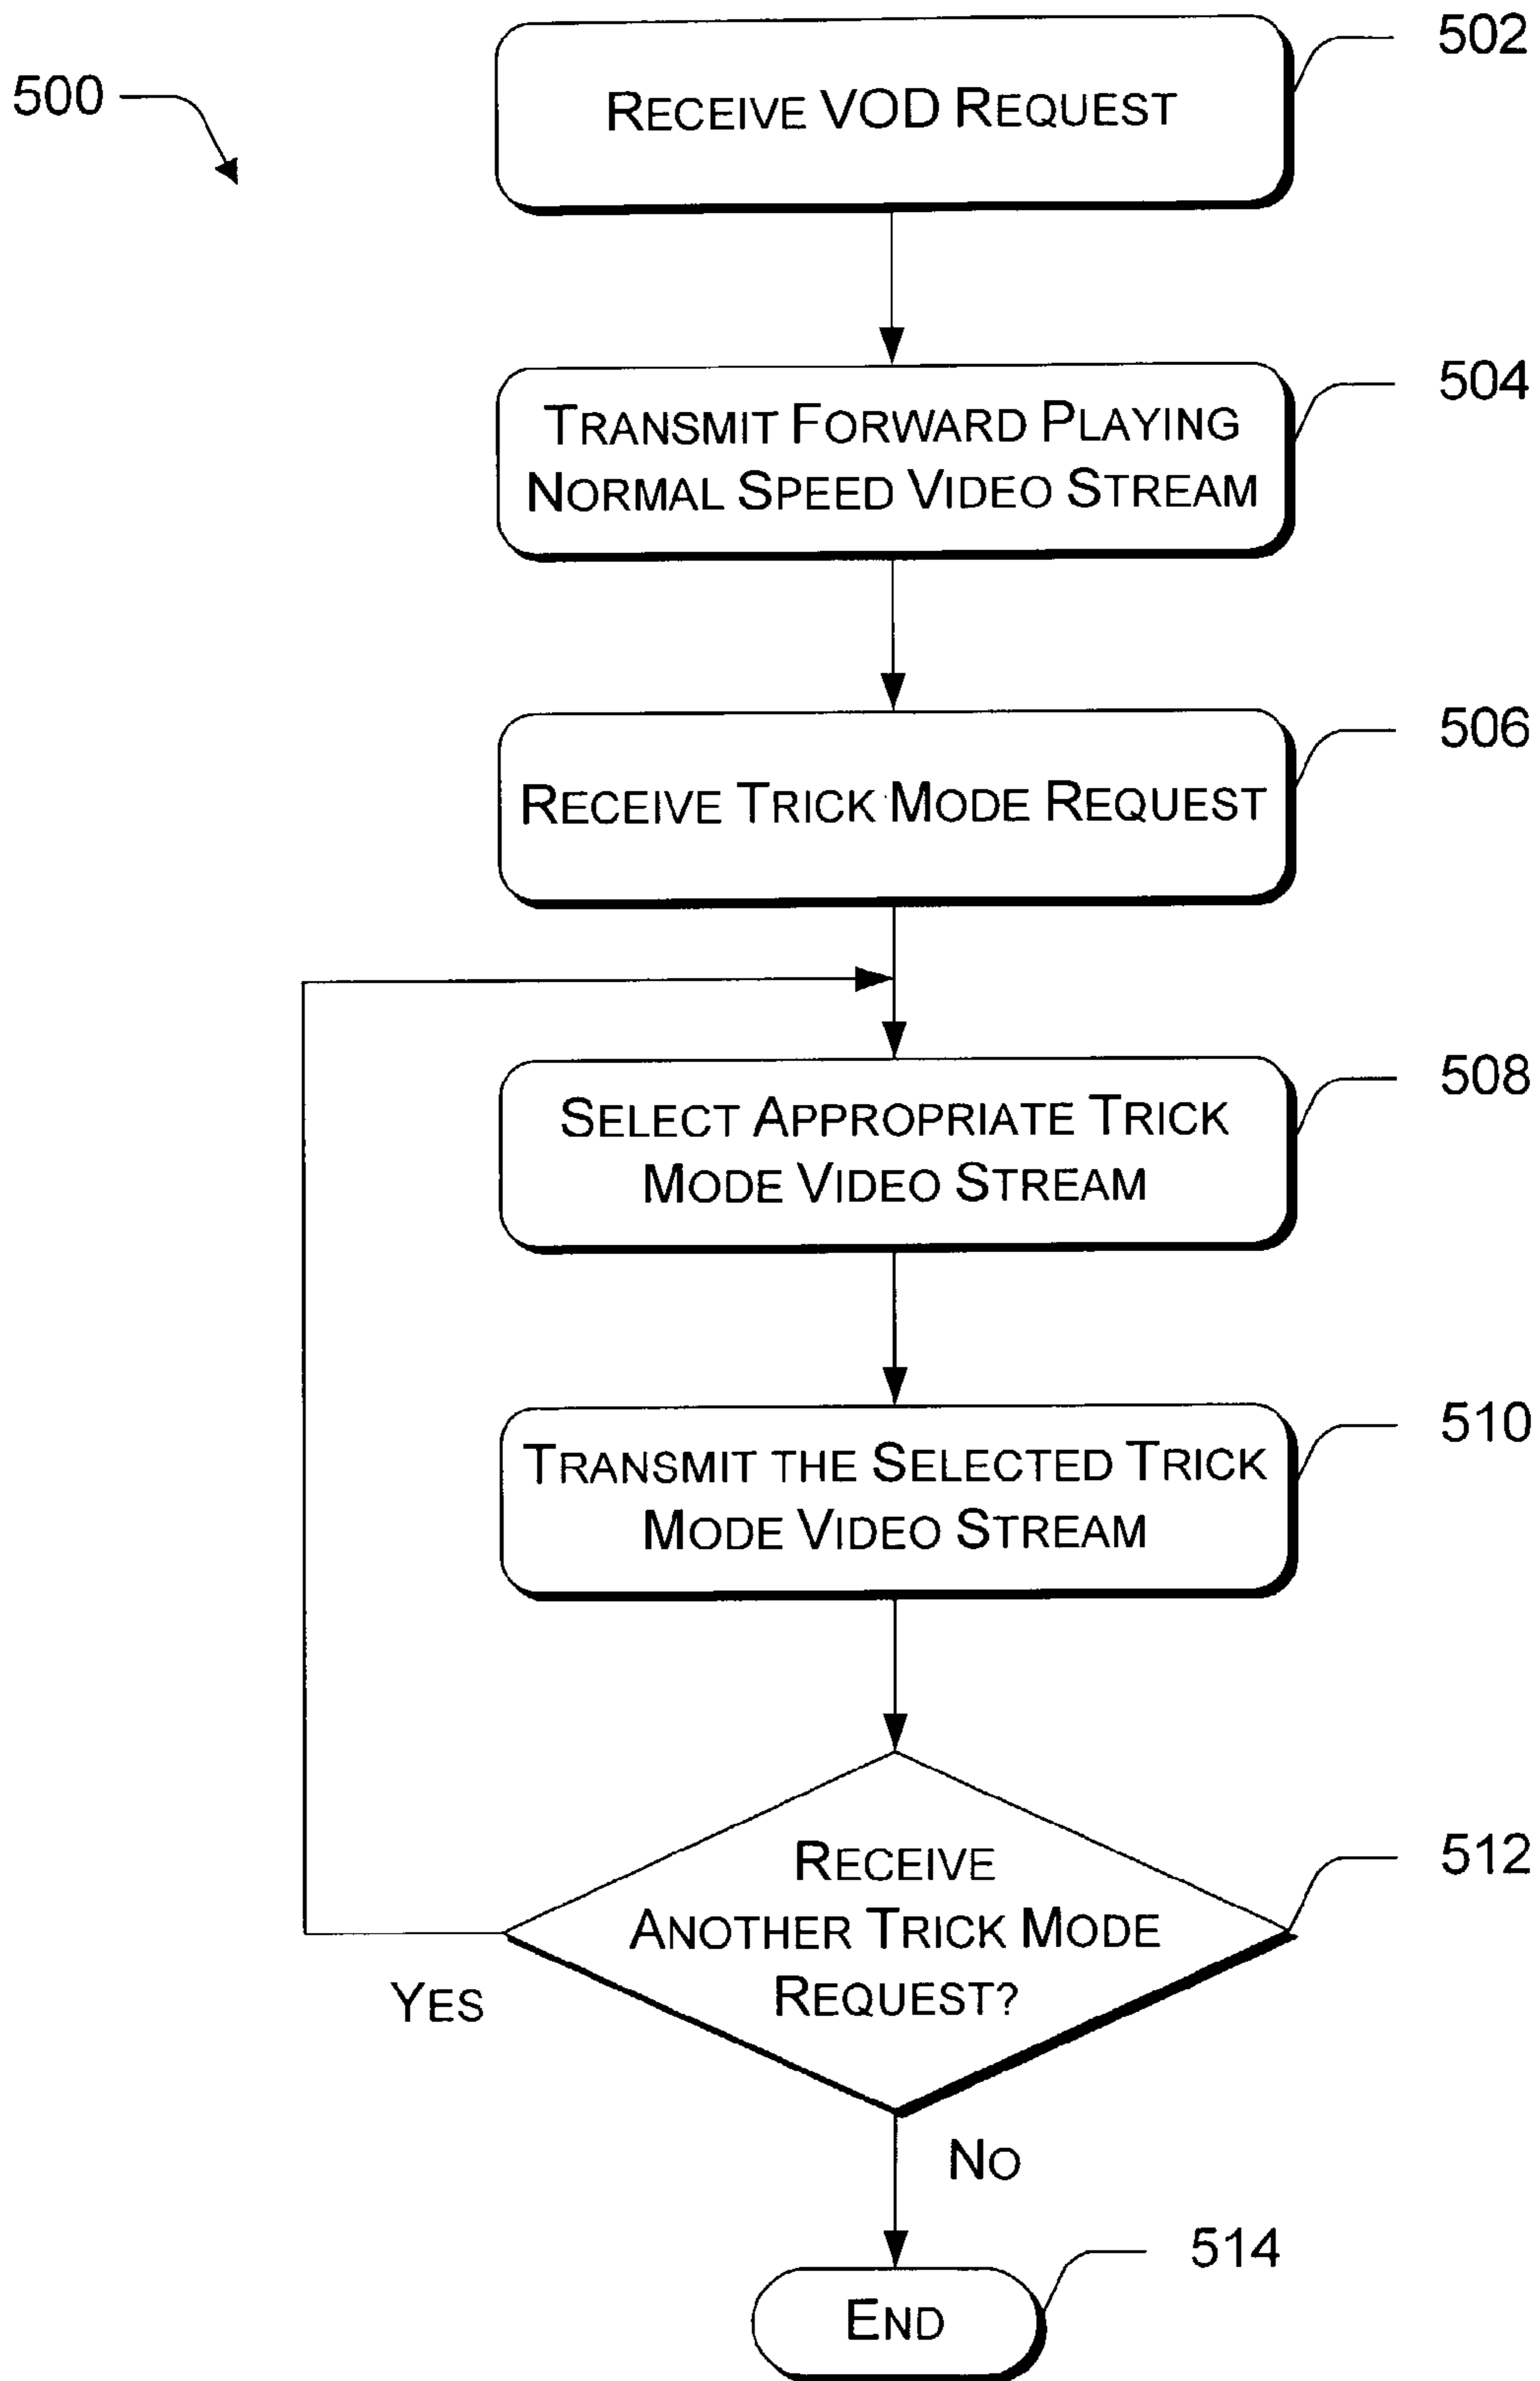 500
502
RECEIVE VOD REQUEST
504
TRANSMIT FORWARD PLAYING
NORMAL SPEED VIDEO STREAM
506
RECEIVE TRICK MODE REQUEST
508
SELECT APPROPRIATE TRICK
MODE VIDEO STREAM
510
TRANSMIT THE SELECTED TRICK
MODE VIDEO STREAM
512
RECEIVE
ANOTHER TRICK MODE
REQUEST?
YES
NO
514
END